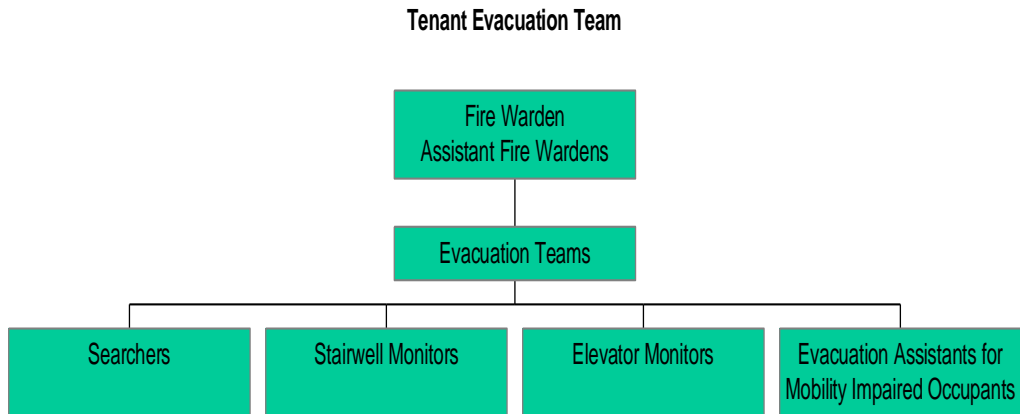 Tenant Evacuation Team
Fire Warden
Assistant Fire Wardens
Evacuation Teams
Searchers
Stairwell Monitors
Elevator Monitors
Evacuation Assistants for
Mobility Impaired Occupants